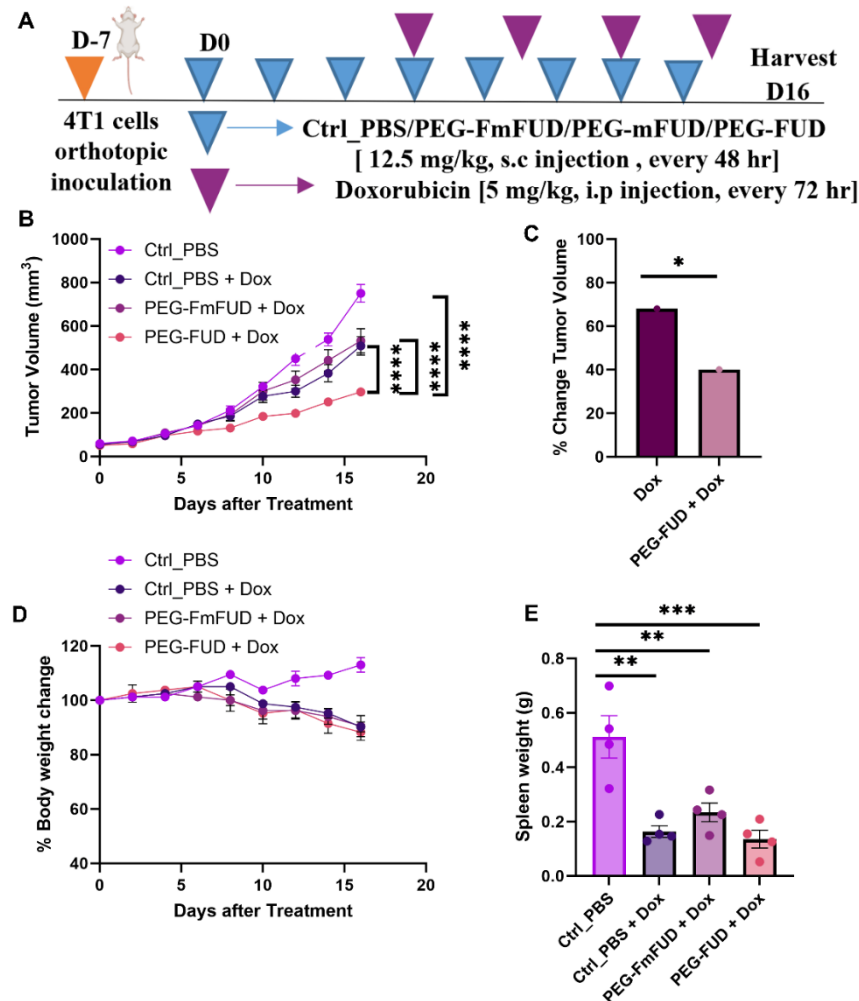 A
D-7
D0
Harvest
D16
4T1 cells
orthotopic
inoculation
Ctrl_PBS/PEG-FmFUD/PEG-mFUD/PEG-FUD
[ 12.5 mg/kg, s.c injection , every 48 hr]
Doxorubicin [5 mg/kg, i.p injection, every 72 hr]
B
Tumor Volume (mm³)
1000
800
600
400
200
0
Ctrl_PBS
Ctrl_PBS + Dox
PEG-FmFUD + Dox
PEG-FUD + Dox
****
****
****
0 5 10 15 20
Days after Treatment
C
% Change Tumor Volume
100
80
60
40
20
0
*
Dox
PEG-FUD + Dox
D
Ctrl_PBS
Ctrl_PBS + Dox
PEG-FmFUD + Dox
PEG-FUD + Dox
% Body weight change
120
100
80
60
40
0 5 10 15 20
Days after Treatment
E
Spleen weight (g)
0.8
0.6
0.4
0.2
0.0
***
**
**
Ctrl_PBS
Ctrl_PBS + Dox
PEG-FmFUD + Dox
PEG-FUD + Dox